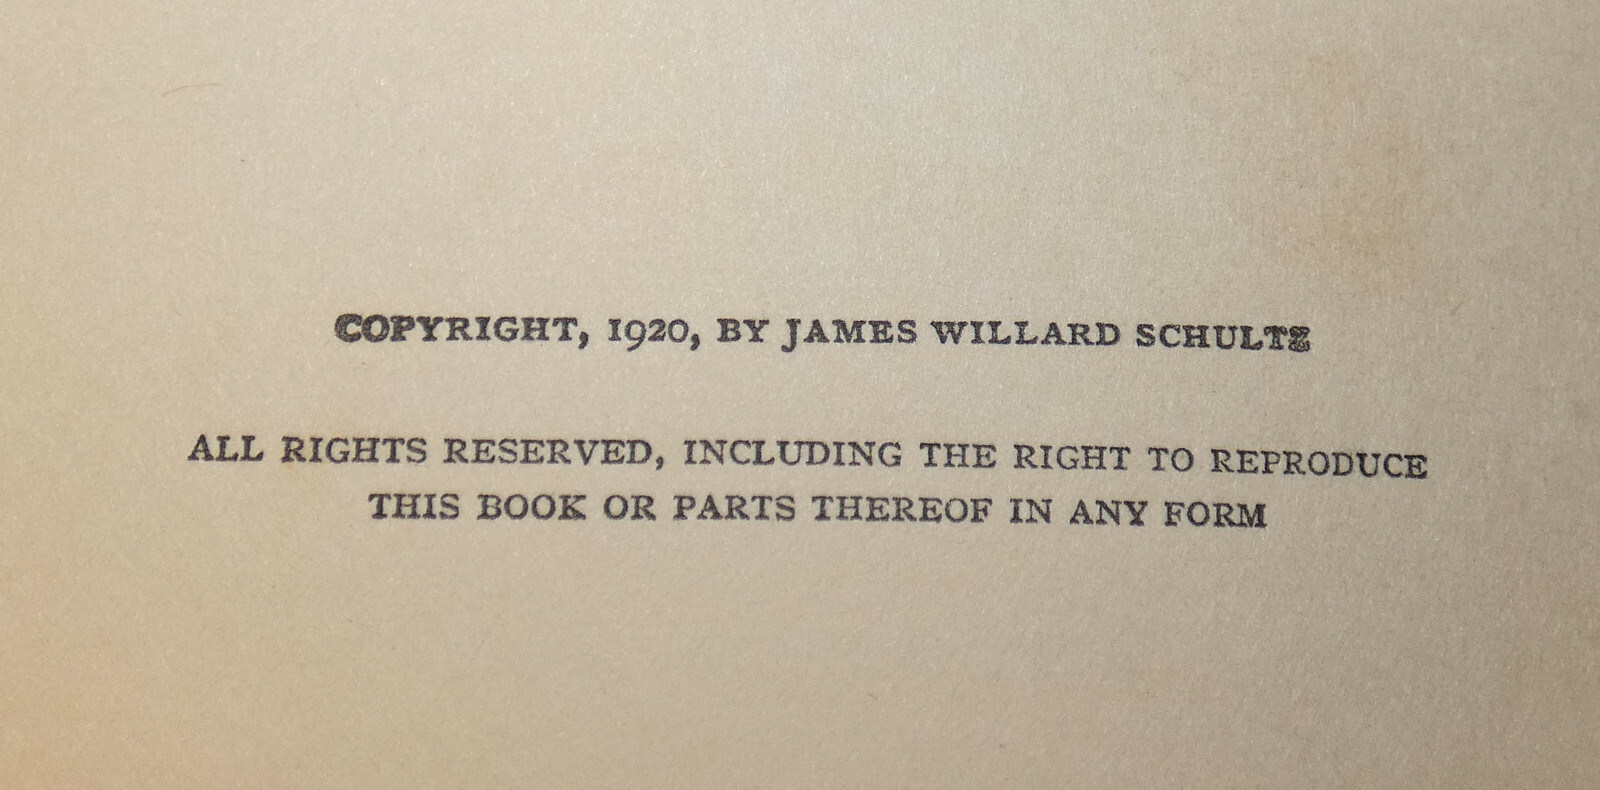 COPYRIGHT, 1920, BY JAMES WILLARD SCHULTZ
ALL RIGHTS RESERVED, INCLUDING THE RIGHT TO REPRODUCE
THIS BOOK OR PARTS THEREOF IN ANY FORM